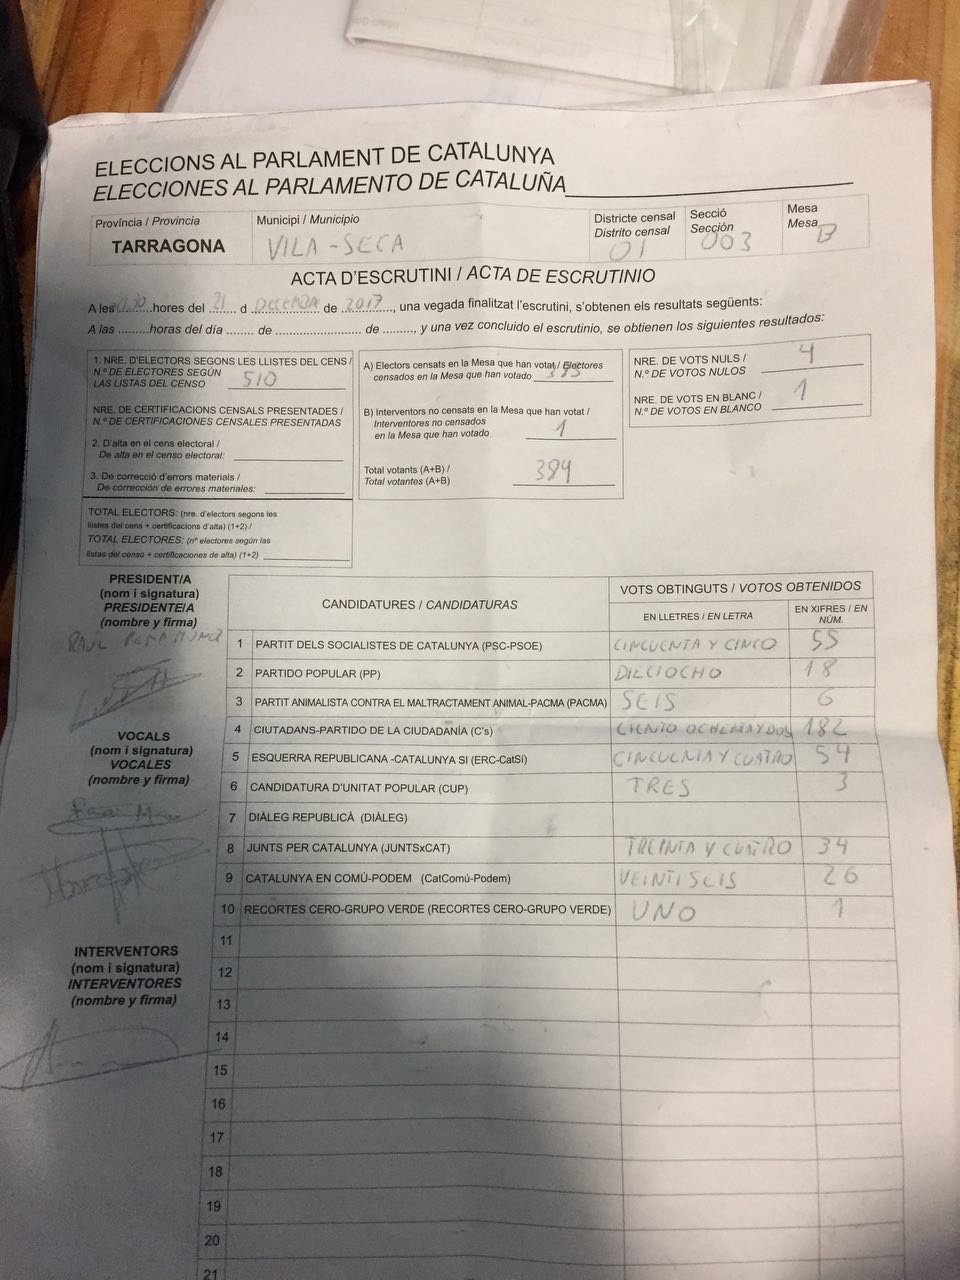 ELECCIONS AL PARLAMENT DE CATALUNYA
ELECCIONES AL PARLAMENTO DE CATALUÑA
Província / Provincia
TARRAGONA
Municipi / Municipio
VILA-SECA
Districte censal
Distrito censal
01
Secció
Sección
003
Mesa
Mesa
B
ACTA D'ESCRUTINI / ACTA DE ESCRUTINIO
A les hores del 21 d DICIEMBRE de 2017, una vegada finalitzat l'escrutini, s'obtenen els resultats següents:
A las .........horas del día ........ de ........................ de ........., y una vez concluido el escrutinio, se obtienen los siguientes resultados:
1. NRE. D'ELECTORS SEGONS LES LLISTES DEL CENS /
N.º DE ELECTORES SEGÚN
LAS LISTAS DEL CENSO 510
NRE. DE CERTIFICACIONS CENSALS PRESENTADES /
N.º DE CERTIFICACIONES CENSALES PRESENTADAS
2. D'alta en el cens electoral /
De alta en el censo electoral:
3. De correcció d'errors materials /
De corrección de errores materiales:
TOTAL ELECTORS: (nre. d'electors segons les
llistes del cens + certificacions d'alta) (1+2) /
TOTAL ELECTORES: (nº electores según las
listas del censo + certificaciones de alta) (1+2)
A) Electors censats en la Mesa que han votat / Electores
censados en la Mesa que han votado 383
B) Interventors no censats en la Mesa que han votat /
Interventores no censados
en la Mesa que han votado 1
Total votants (A+B) /
Total votantes (A+B) 384
NRE. DE VOTS NULS /
N.º DE VOTOS NULOS 4
NRE. DE VOTS EN BLANC /
N.º DE VOTOS EN BLANCO 1
PRESIDENT/A
(nom i signatura)
PRESIDENTE/A
(nombre y firma)
RAÚL PEÑA
VOCALS
(nom i signatura)
VOCALES
(nombre y firma)
INTERVENTORS
(nom i signatura)
INTERVENTORES
(nombre y firma)
CANDIDATURES / CANDIDATURAS
VOTS OBTINGUTS / VOTOS OBTENIDOS
EN LLETRES / EN LETRA
EN XIFRES / EN
NÚM.
1 PARTIT DELS SOCIALISTES DE CATALUNYA (PSC-PSOE) CINCUENTA Y CINCO 55
2 PARTIDO POPULAR (PP) DIECIOCHO 18
3 PARTIT ANIMALISTA CONTRA EL MALTRACTAMENT ANIMAL-PACMA (PACMA) SEIS 6
4 CIUTADANS-PARTIDO DE LA CIUDADANÍA (C's) CIENTO OCHENTA Y DOS 182
5 ESQUERRA REPUBLICANA -CATALUNYA SI (ERC-CatSí) CINCUENTA Y CUATRO 54
6 CANDIDATURA D'UNITAT POPULAR (CUP) TRES 3
7 DIÀLEG REPUBLICÀ (DIÀLEG)
8 JUNTS PER CATALUNYA (JUNTSxCAT) TREINTA Y CUATRO 34
9 CATALUNYA EN COMÚ-PODEM (CatComú-Podem) VEINTISEIS 26
10 RECORTES CERO-GRUPO VERDE (RECORTES CERO-GRUPO VERDE) UNO 1
11
12
13
14
15
16
17
18
19
20
21